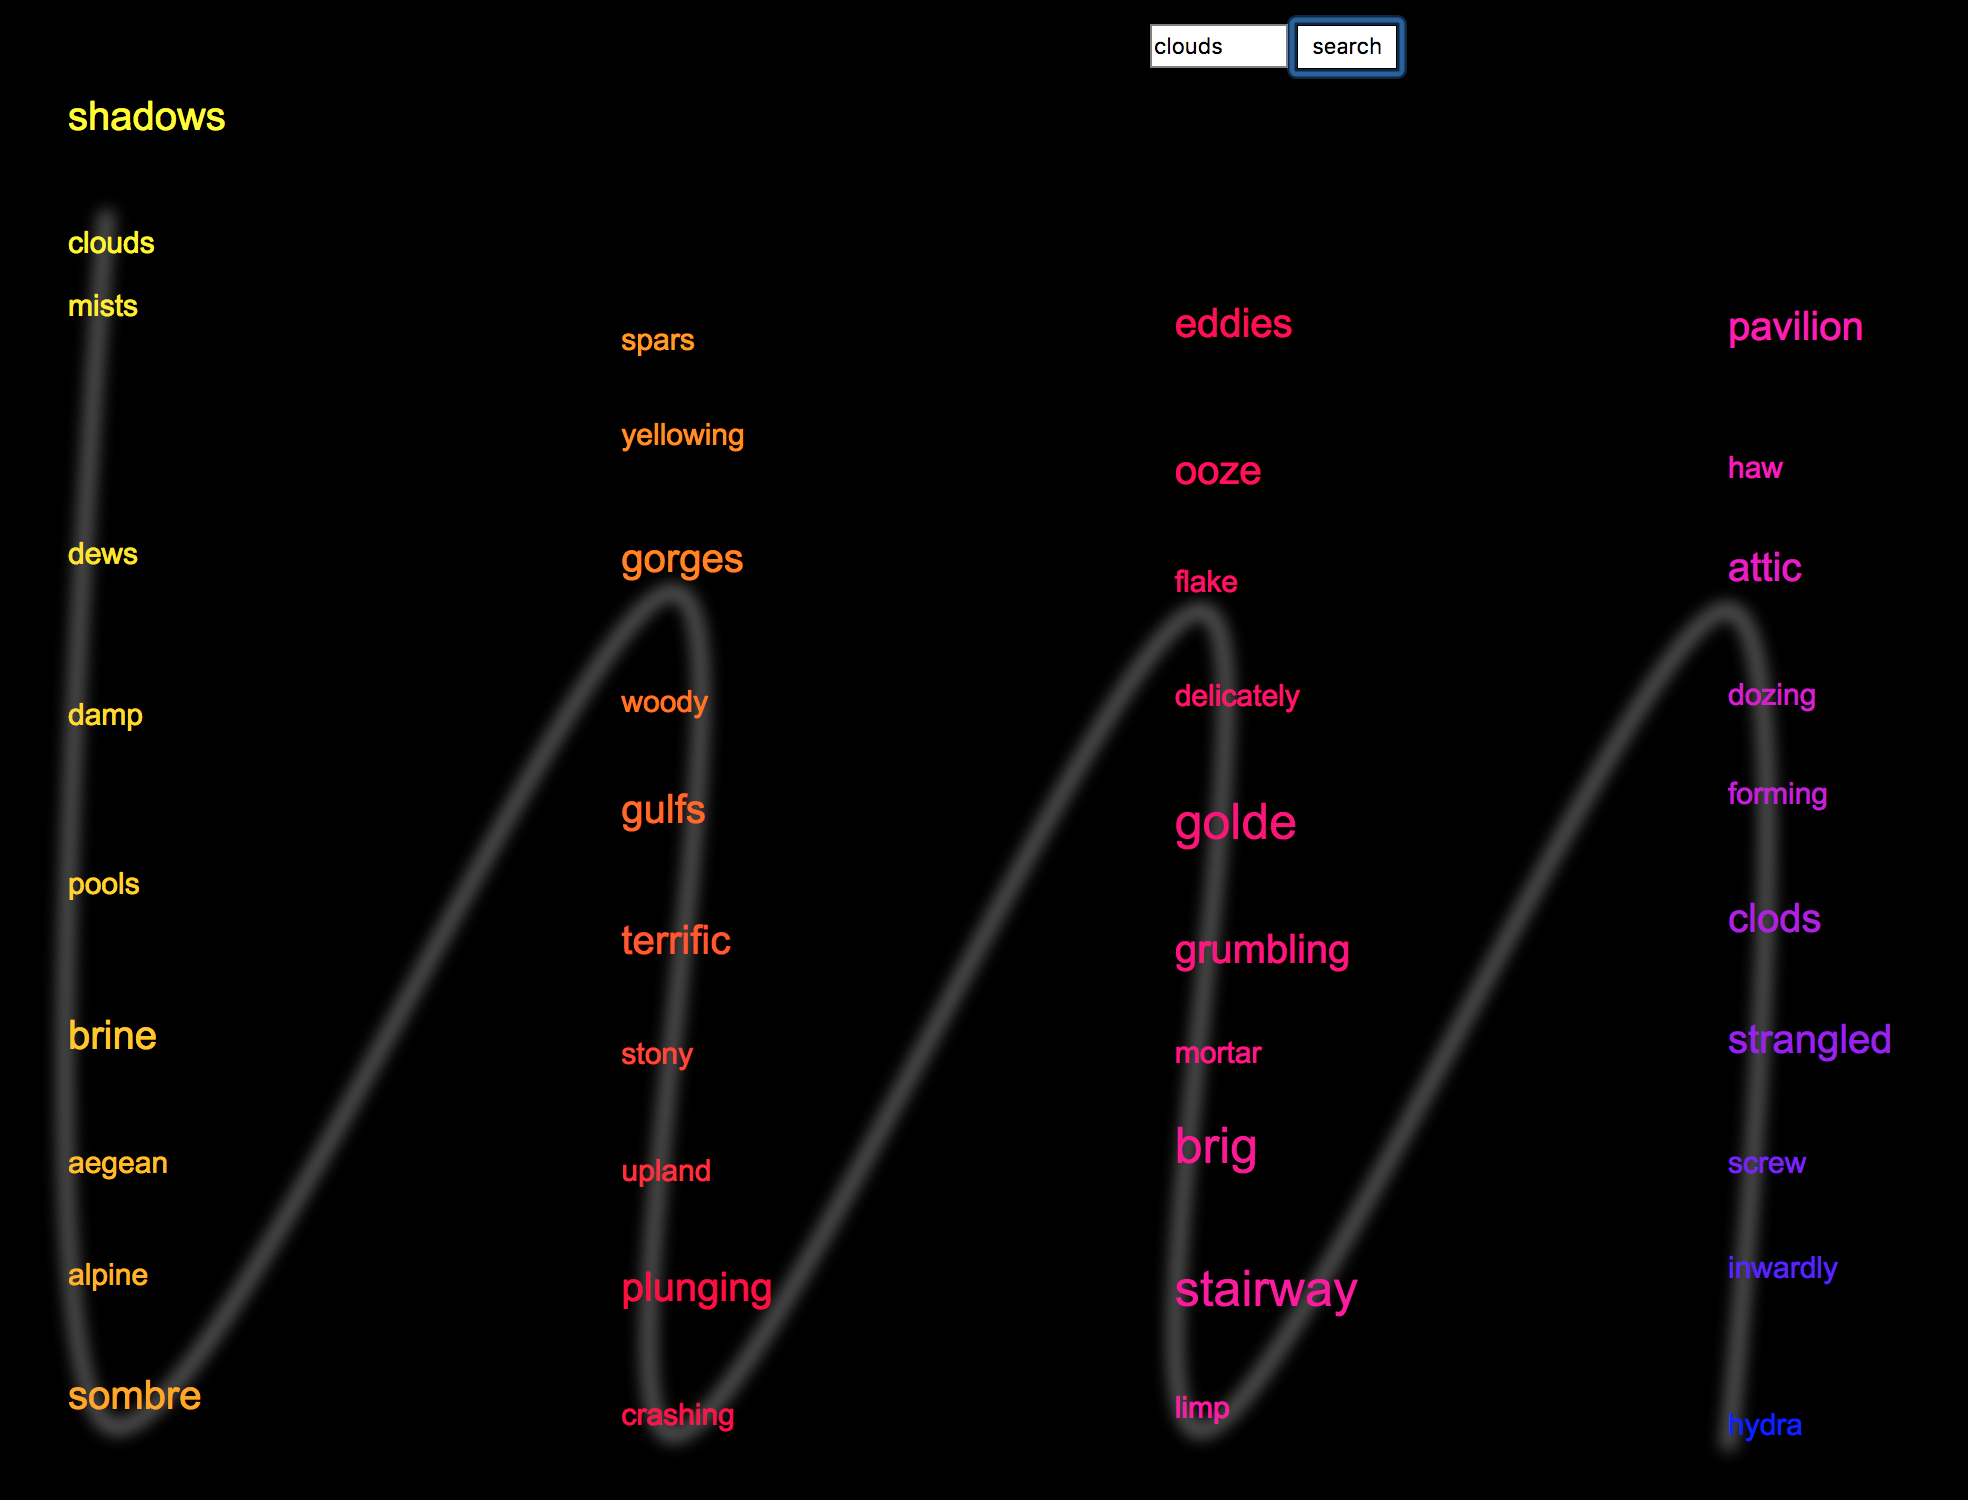 clouds search
shadows
clouds
mists
dews
damp
pools
brine
aegean
alpine
sombre
spars
yellowing
gorges
woody
gulfs
terrific
stony
upland
plunging
crashing
eddies
ooze
flake
delicately
golde
grumbling
mortar
brig
stairway
limp
pavilion
haw
attic
dozing
forming
clods
strangled
screw
inwardly
hydra